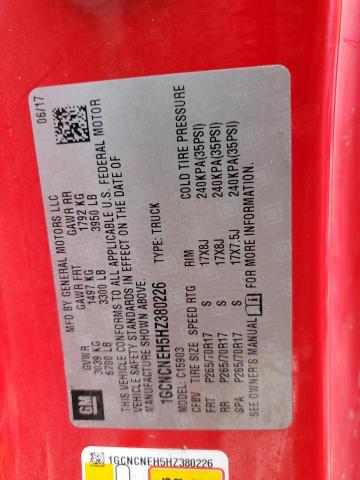 06/17
MFD BY GENERAL MOTORS LLC
GVWR GAWR FRT GAWR RR
3039 KG 1497 KG 1792 KG
6700 LB 3300 LB 3950 LB
THIS VEHICLE CONFORMS TO ALL APPLICABLE U.S. FEDERAL MOTOR
VEHICLE SAFETY STANDARDS IN EFFECT ON THE DATE OF
MANUFACTURE SHOWN ABOVE.
GM
1GCNCNEH5HZ380226 TYPE: TRUCK
MODEL: C15903
CFBV TIRE SIZE SPEED RTG RIM COLD TIRE PRESSURE
FRT P265/70R17 S 17X8J 240KPA(35PSI)
RR P265/70R17 S 17X8J 240KPA(35PSI)
SPA P265/70R17 S 17X7.5J 240KPA(35PSI)
SEE OWNER'S MANUAL FOR MORE INFORMATION.
1GCNCNEH5HZ380226